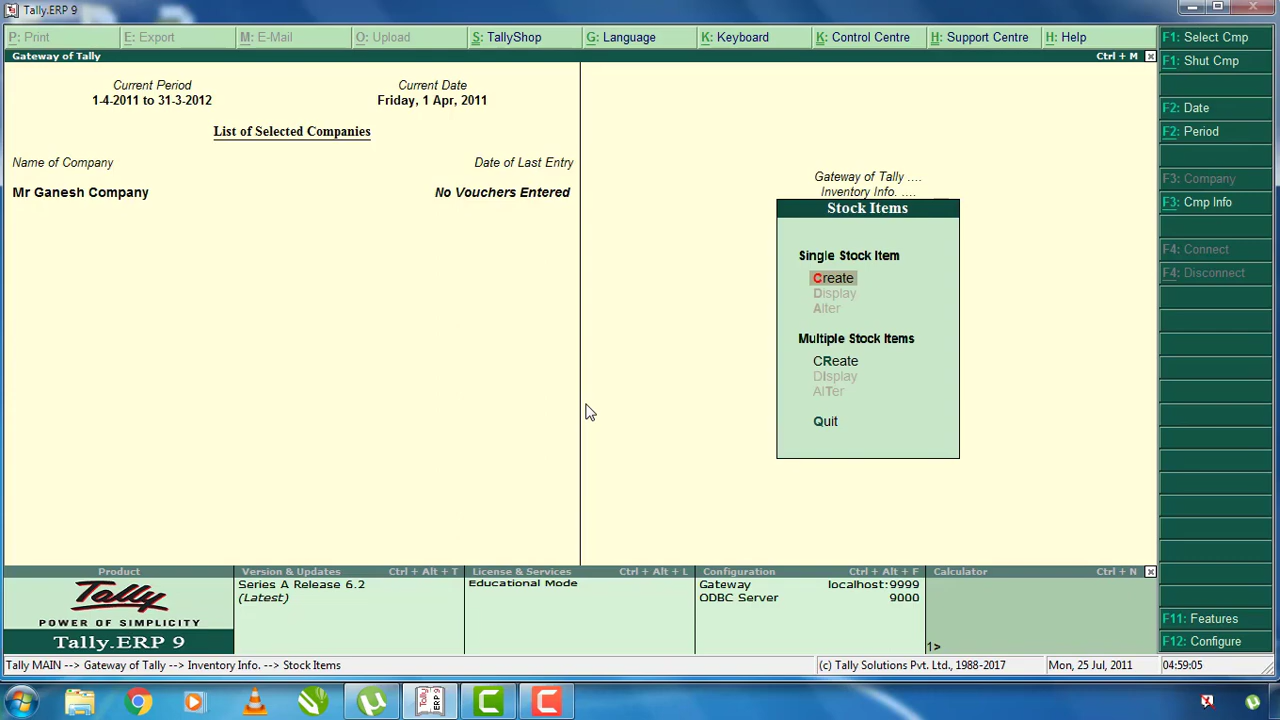 Tally.ERP 9
P: Print E: Export M: E-Mail O: Upload S: TallyShop G: Language K: Keyboard K: Control Centre H: Support Centre H: Help
Gateway of Tally Ctrl + M
Current Period Current Date
1-4-2011 to 31-3-2012 Friday, 1 Apr, 2011
List of Selected Companies
Name of Company Date of Last Entry
Mr Ganesh Company No Vouchers Entered
Gateway of Tally ....
Inventory Info. ....
Stock Items
Single Stock Item
Create
Display
Alter
Multiple Stock Items
CReate
DIsplay
AlTer
Quit
F1: Select Cmp
F1: Shut Cmp
F2: Date
F2: Period
F3: Company
F3: Cmp Info
F4: Connect
F4: Disconnect
F11: Features
F12: Configure
Product
Tally
POWER OF SIMPLICITY
Tally.ERP 9
Version & Updates Ctrl + Alt + T
Series A Release 6.2
(Latest)
License & Services Ctrl + Alt + L
Educational Mode
Configuration Ctrl + Alt + F
Gateway localhost:9999
ODBC Server 9000
Calculator Ctrl + N
1>
Tally MAIN --> Gateway of Tally --> Inventory Info. --> Stock Items (c) Tally Solutions Pvt. Ltd., 1988-2017 Mon, 25 Jul, 2011 04:59:05